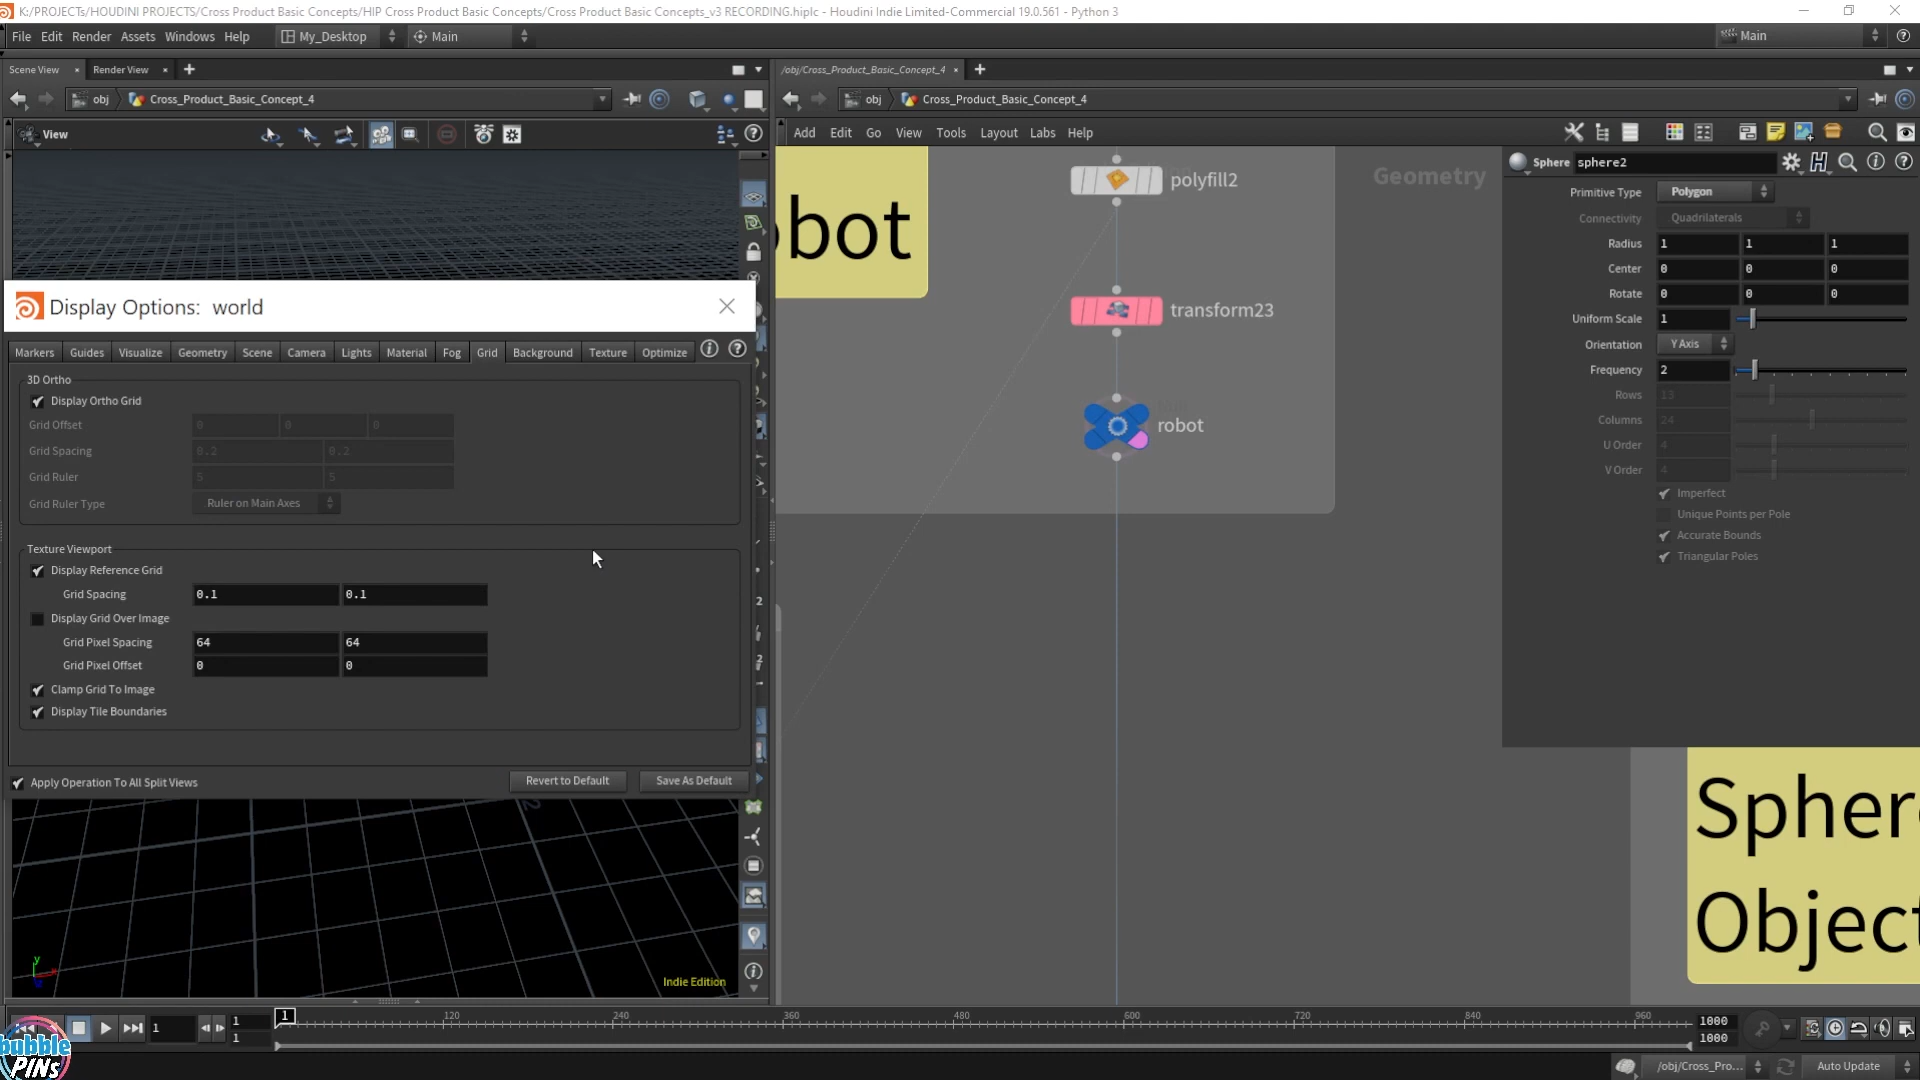 K:/PROJECTs/HOUDINI PROJECTS/Cross Product Basic Concepts/HIP Cross Product Basic Concepts/Cross Product Basic Concepts_v3 RECORDING.hiplc - Houdini Indie Limited-Commercial 19.0.561 - Python 3
File Edit Render Assets Windows Help My_Desktop Main Main
Scene View Render View /obj/Cross_Product_Basic_Concept_4
obj Cross_Product_Basic_Concept_4 obj Cross_Product_Basic_Concept_4
View Add Edit Go View Tools Layout Labs Help
Geometry
obot
polyfill2
transform23
robot
Sphere
Object
Sphere sphere2
Primitive Type Polygon
Connectivity Quadrilaterals
Radius 1 1 1
Center 0 0 0
Rotate 0 0 0
Uniform Scale 1
Orientation Y Axis
Frequency 2
Rows 13
Columns 24
U Order 4
V Order 4
Imperfect
Unique Points per Pole
Accurate Bounds
Triangular Poles
Display Options: world
Markers Guides Visualize Geometry Scene Camera Lights Material Fog Grid Background Texture Optimize
3D Ortho
Display Ortho Grid
Grid Offset 0 0 0
Grid Spacing 0.2 0.2
Grid Ruler 5 5
Grid Ruler Type Ruler on Main Axes
Texture Viewport
Display Reference Grid
Grid Spacing 0.1 0.1
Display Grid Over Image
Grid Pixel Spacing 64 64
Grid Pixel Offset 0 0
Clamp Grid To Image
Display Tile Boundaries
Apply Operation To All Split Views Revert to Default Save As Default
y
Indie Edition
1 1 1 1 120 240 360 480 600 720 840 960 1000 1000
bubble
PINs
/obj/Cross_Pro... Auto Update